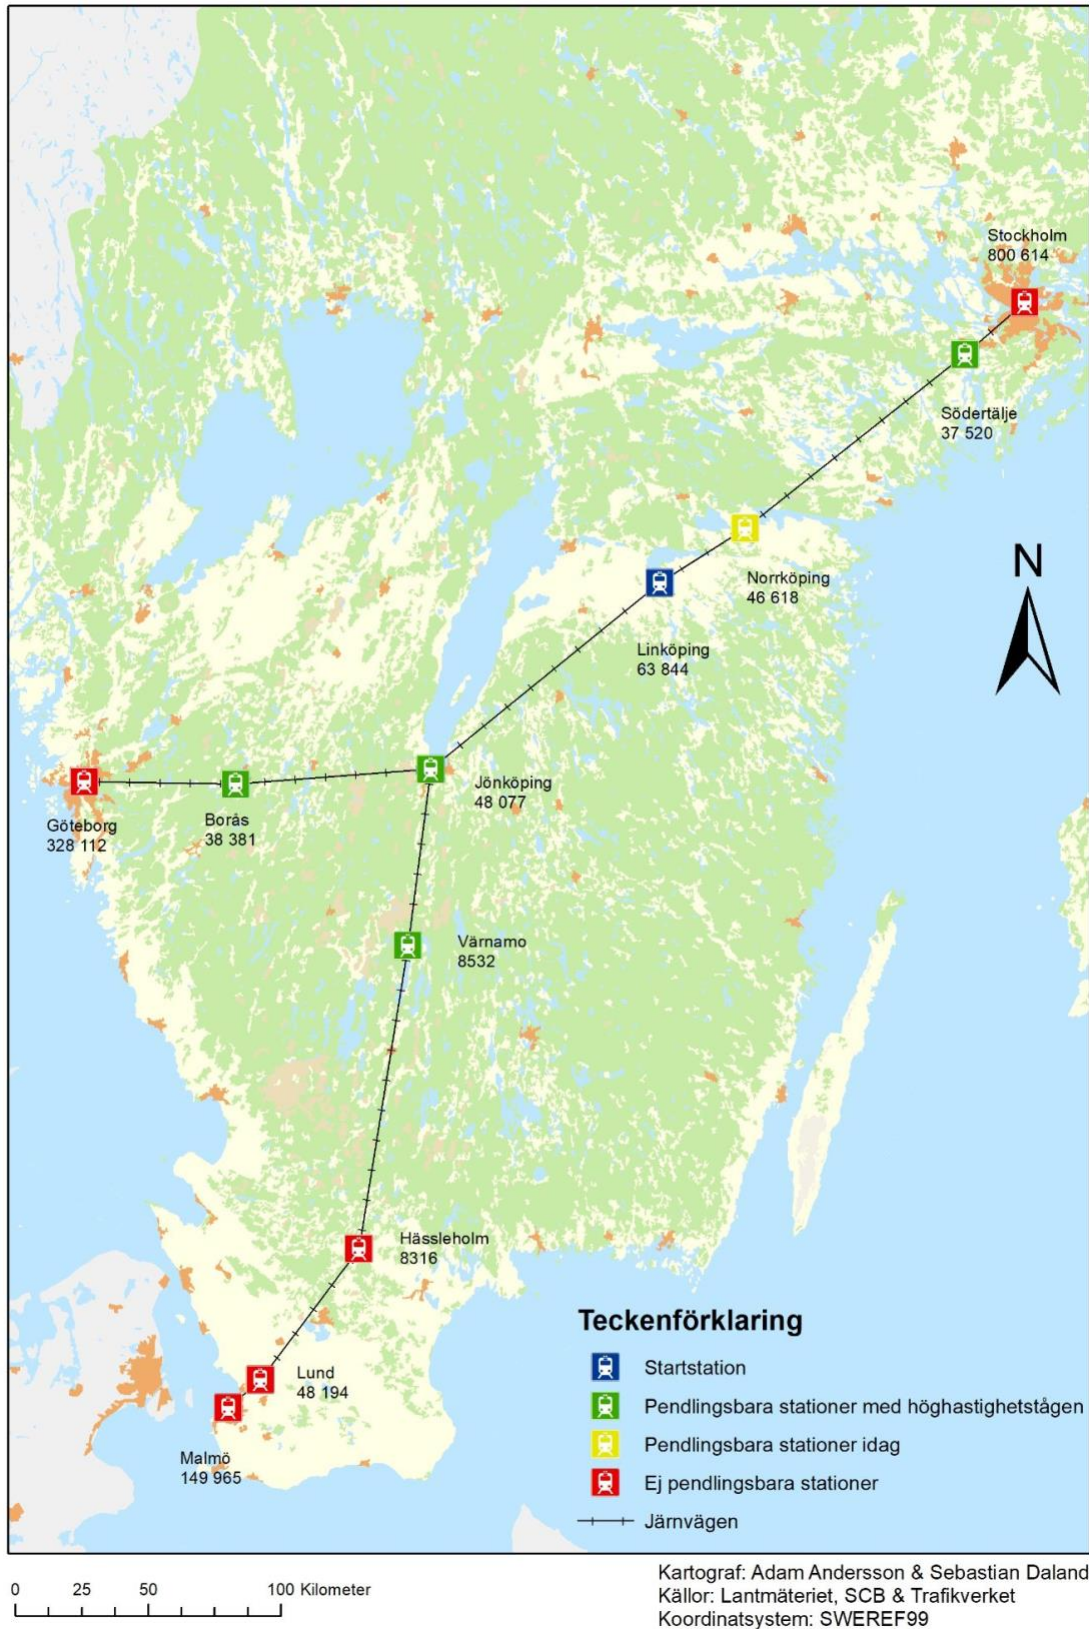 Stockholm
800 614
Södertälje
37 520
N
Norrköping
46 618
Linköping
63 844
Jönköping
48 077
Borås
38 381
Göteborg
328 112
Värnamo
8532
Hässleholm
8316
Lund
48 194
Malmö
149 965
Teckenförklaring
Startstation
Pendlingsbara stationer med höghastighetstågen
Pendlingsbara stationer idag
Ej pendlingsbara stationer
Järnvägen
0 25 50 100 Kilometer
Kartograf: Adam Andersson & Sebastian Daland
Källor: Lantmäteriet, SCB & Trafikverket
Koordinatsystem: SWEREF99